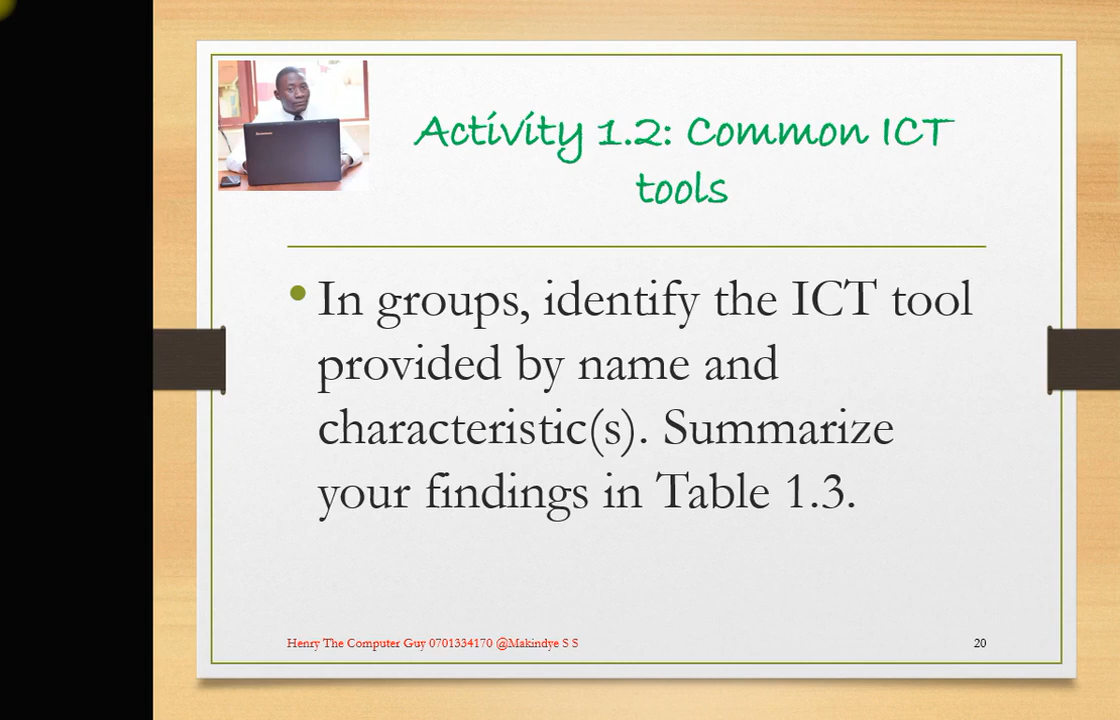 Activity 1.2: Common ICT
tools
• In groups, identify the ICT tool
provided by name and
characteristic(s). Summarize
your findings in Table 1.3.
Henry The Computer Guy 0701334170 @Makindye S S
20